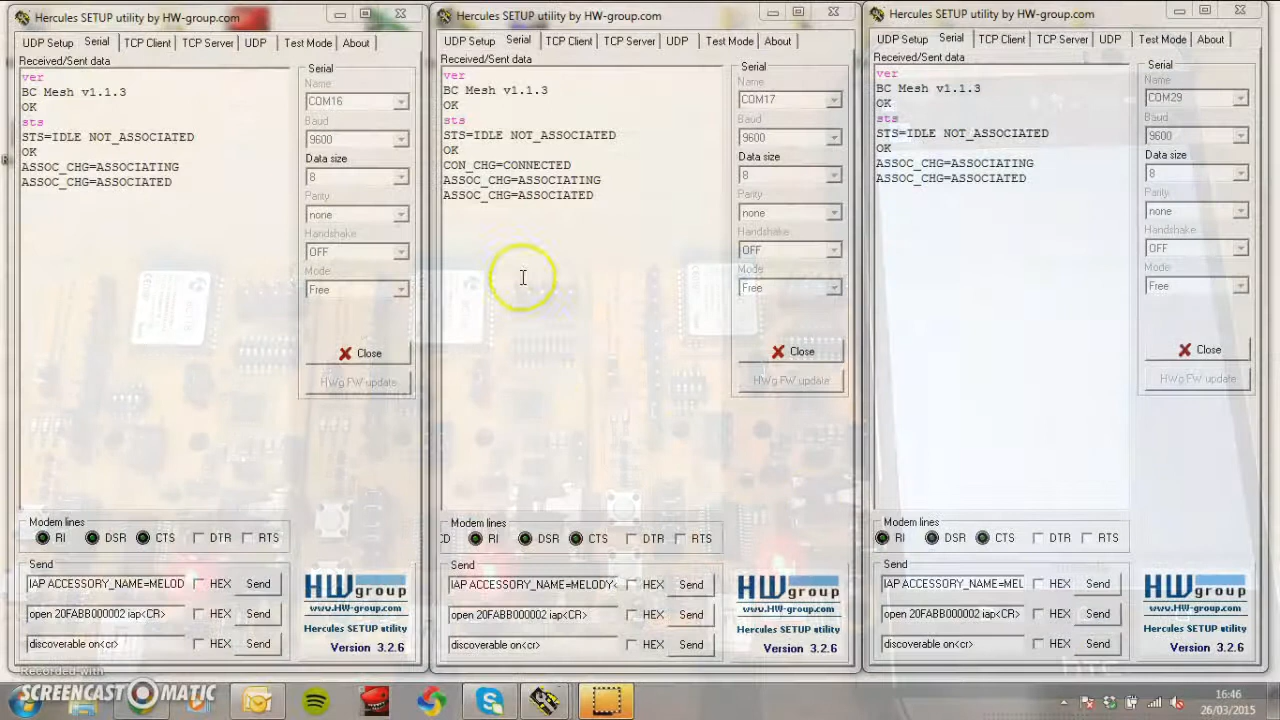 Hercules SETUP utility by HW-group.com
UDP Setup Serial TCP Client TCP Server UDP Test Mode About
Received/Sent data
ver
BC Mesh v1.1.3
OK
sts
STS=IDLE NOT_ASSOCIATED
OK
ASSOC_CHG=ASSOCIATING
ASSOC_CHG=ASSOCIATED
Serial
Name
COM16
Baud
9600
Data size
8
Parity
none
Handshake
OFF
Mode
Free
Close
HWg FW update
Modem lines
RI DSR CTS DTR RTS
Send
IAP ACCESSORY_NAME=MELOD HEX Send
open 20FABB000002 iap<CR> HEX Send
discoverable on<cr> HEX Send
HW group
www.HW-group.com
Hercules SETUP utility
Version 3.2.6
Hercules SETUP utility by HW-group.com
UDP Setup Serial TCP Client TCP Server UDP Test Mode About
Received/Sent data
ver
BC Mesh v1.1.3
OK
sts
STS=IDLE NOT_ASSOCIATED
OK
CON_CHG=CONNECTED
ASSOC_CHG=ASSOCIATING
ASSOC_CHG=ASSOCIATED
Serial
Name
COM17
Baud
9600
Data size
8
Parity
none
Handshake
OFF
Mode
Free
Close
HWg FW update
Modem lines
CD RI DSR CTS DTR RTS
Send
IAP ACCESSORY_NAME=MELODY< HEX Send
open 20FABB000002 iap<CR> HEX Send
discoverable on<cr> HEX Send
HW group
www.HW-group.com
Hercules SETUP utility
Version 3.2.6
Hercules SETUP utility by HW-group.com
UDP Setup Serial TCP Client TCP Server UDP Test Mode About
Received/Sent data
ver
BC Mesh v1.1.3
OK
sts
STS=IDLE NOT_ASSOCIATED
OK
ASSOC_CHG=ASSOCIATING
ASSOC_CHG=ASSOCIATED
Serial
Name
COM29
Baud
9600
Data size
8
Parity
none
Handshake
OFF
Mode
Free
Close
HWg FW update
Modem lines
RI DSR CTS DTR RTS
Send
IAP ACCESSORY_NAME=MEL HEX Send
open 20FABB000002 iap<CR> HEX Send
discoverable on<cr> HEX Send
HW group
www.HW-group.com
Hercules SETUP utility
Version 3.2.6
hTC
Recorded with
SCREENCAST MATIC
16:46
26/03/2015